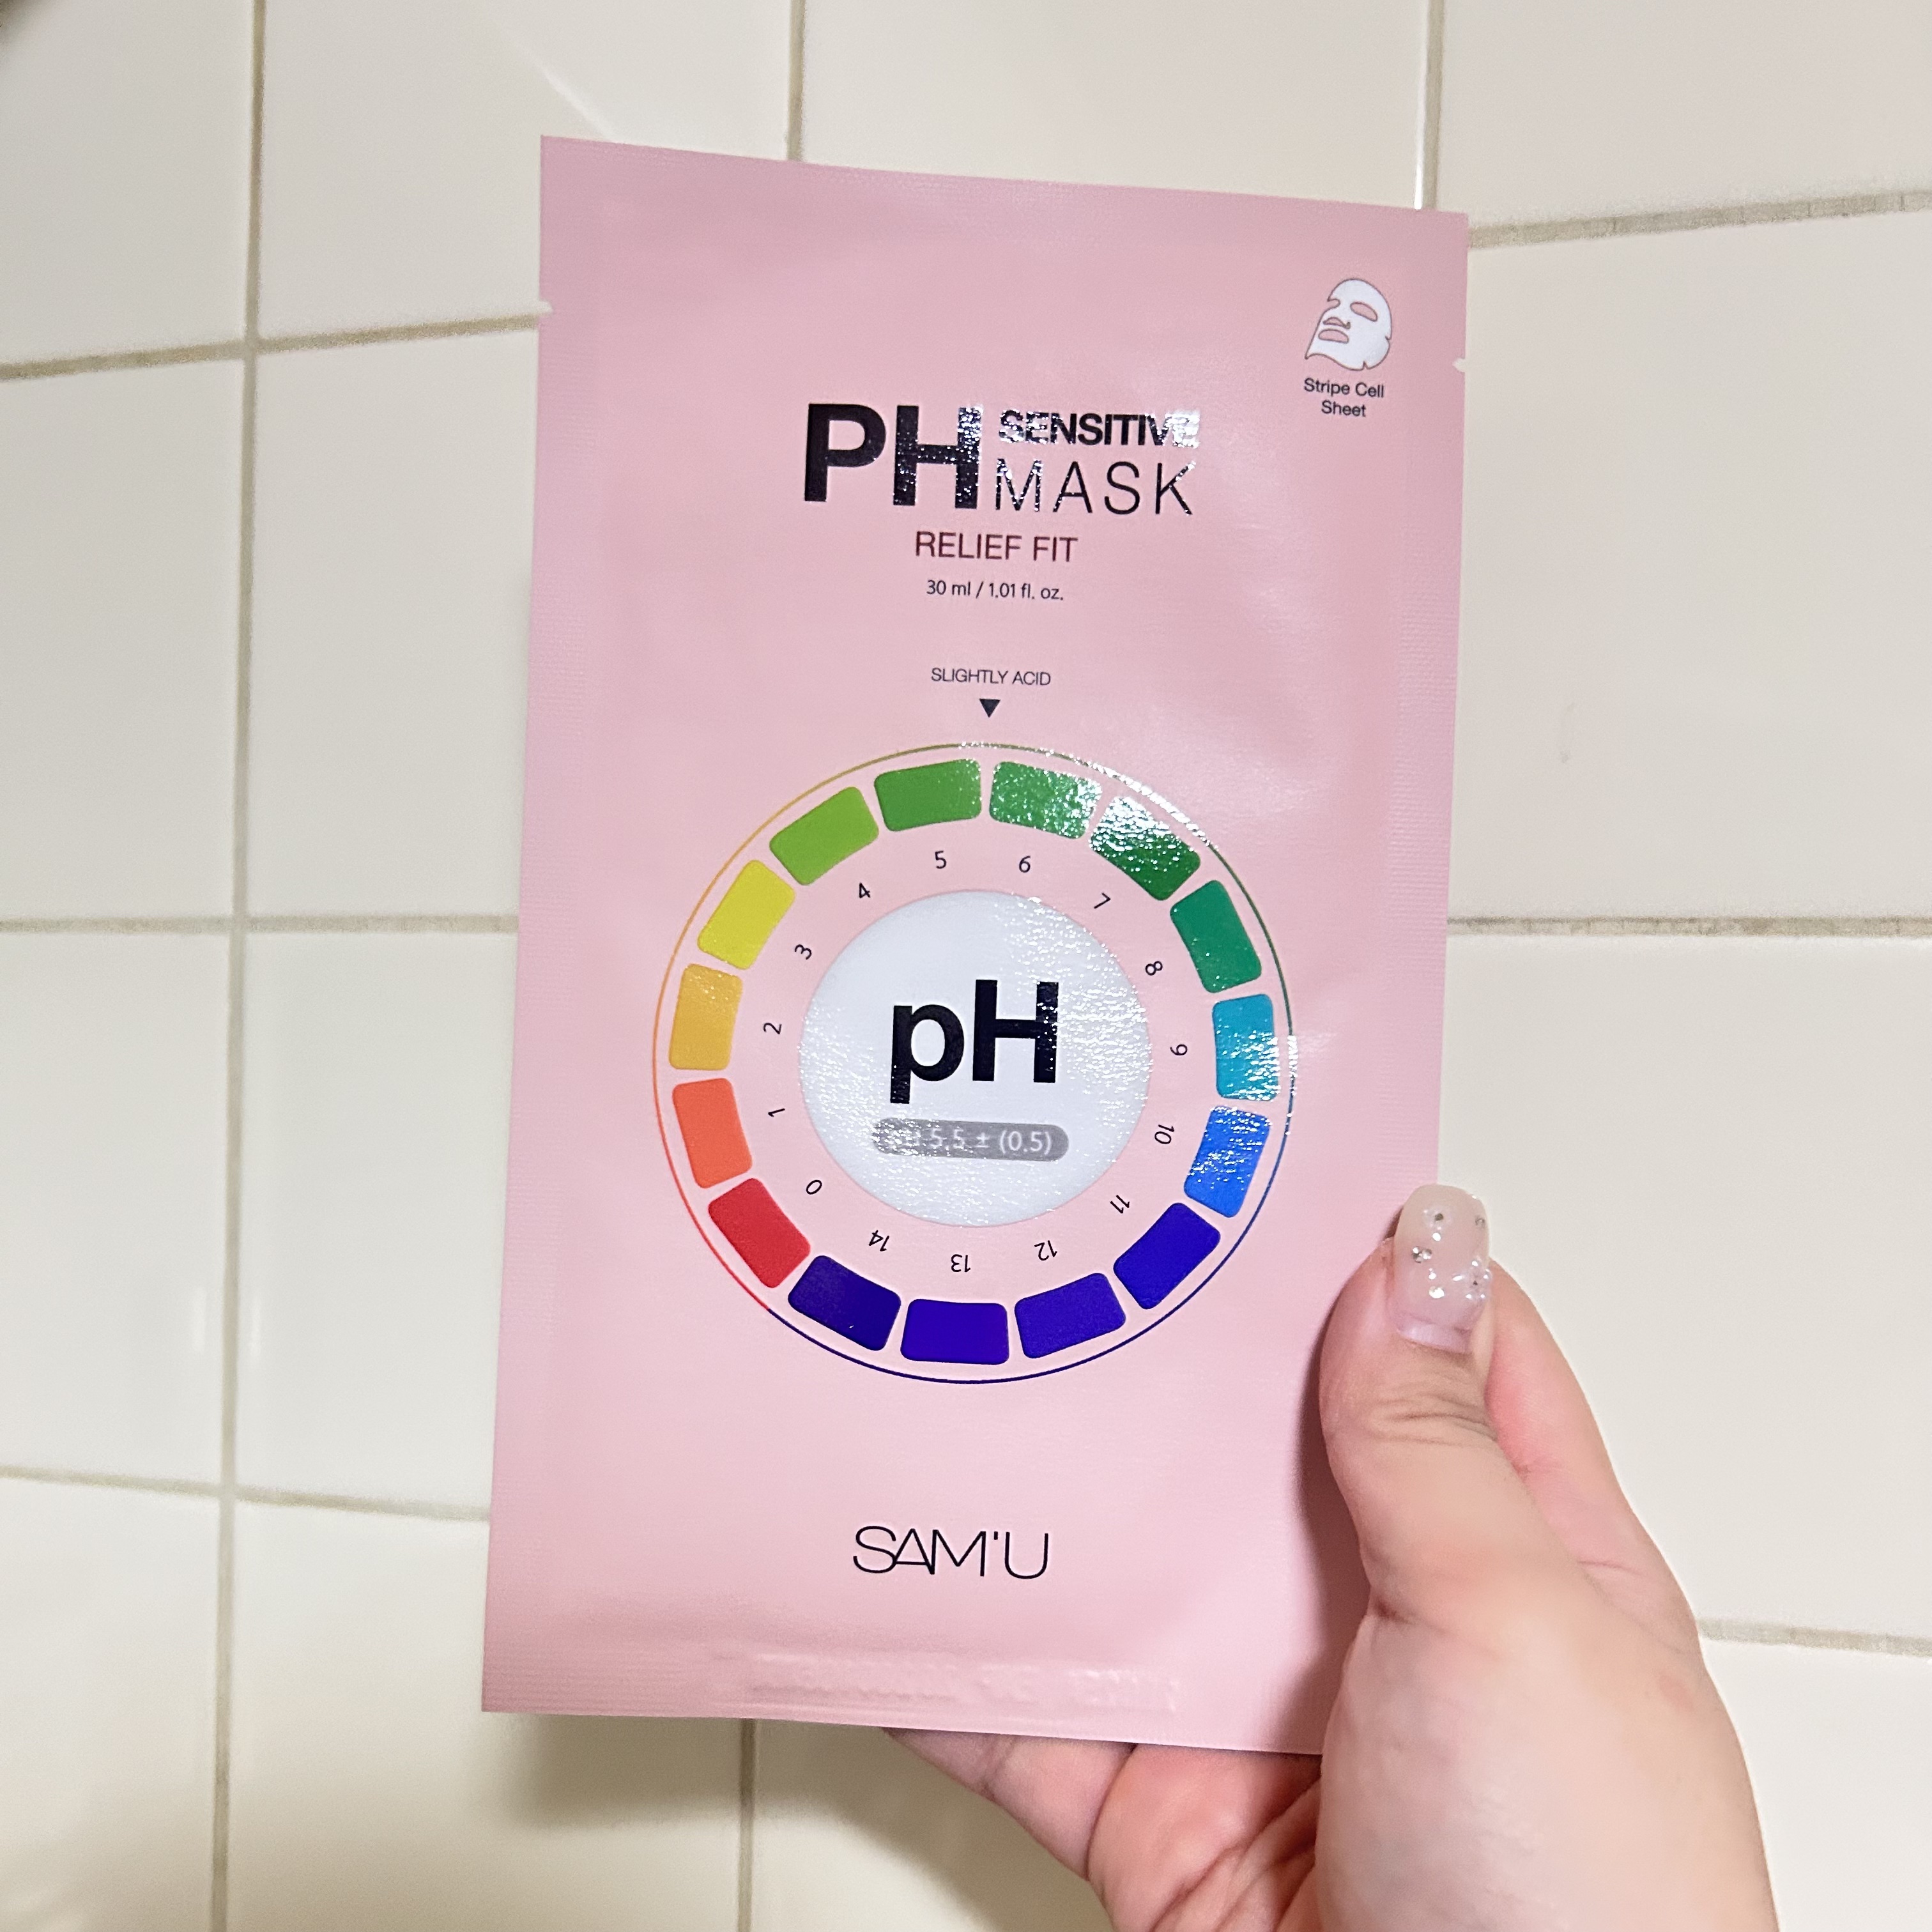 Stripe Cell
Sheet
PH SENSITIVE
MASK
RELIEF FIT
30 ml / 1.01 fl. oz.
SLIGHTLY ACID
0
1
2
3
4
5
6
7
8
9
10
11
12
13
14
pH
pH 5.5 ± (0.5)
SAM'U